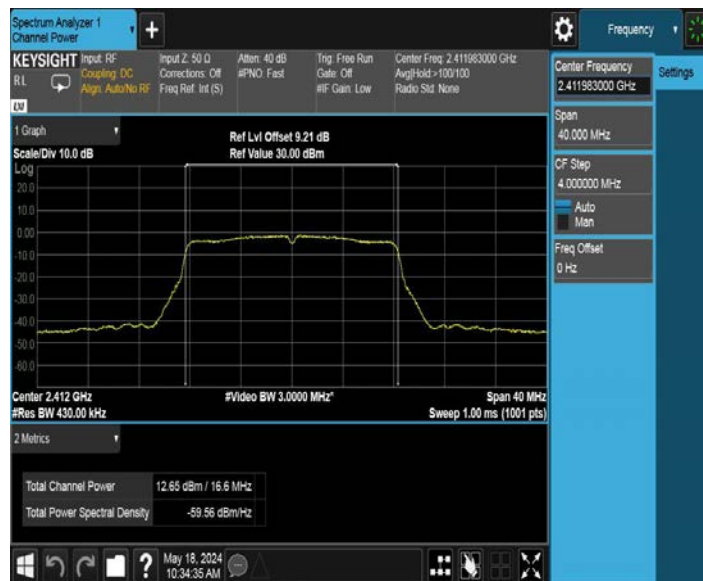 Spectrum Analyzer 1
Channel Power
+
Frequency
KEYSIGHT
RL
LXI
Input: RF
Coupling: DC
Align: Auto/No RF
Input Z: 50 Ω
Corrections: Off
Freq Ref: Int (S)
Atten: 40 dB
#PNO: Fast
Trig: Free Run
Gate: Off
#IF Gain: Low
Center Freq: 2.411983000 GHz
Avg|Hold:>100/100
Radio Std: None
Center Frequency
2.411983000 GHz
Settings
Span
40.000 MHz
CF Step
4.000000 MHz
Auto
Man
Freq Offset
0 Hz
1 Graph
Scale/Div 10.0 dB
Ref Lvl Offset 9.21 dB
Ref Value 30.00 dBm
Log
20.0
10.0
0.00
-10.0
-20.0
-30.0
-40.0
-50.0
-60.0
Center 2.412 GHz
#Res BW 430.00 kHz
#Video BW 3.0000 MHz*
Span 40 MHz
Sweep 1.00 ms (1001 pts)
2 Metrics
Total Channel Power 12.65 dBm / 16.6 MHz
Total Power Spectral Density -59.56 dBm/Hz
?
May 18, 2024
10:34:35 AM